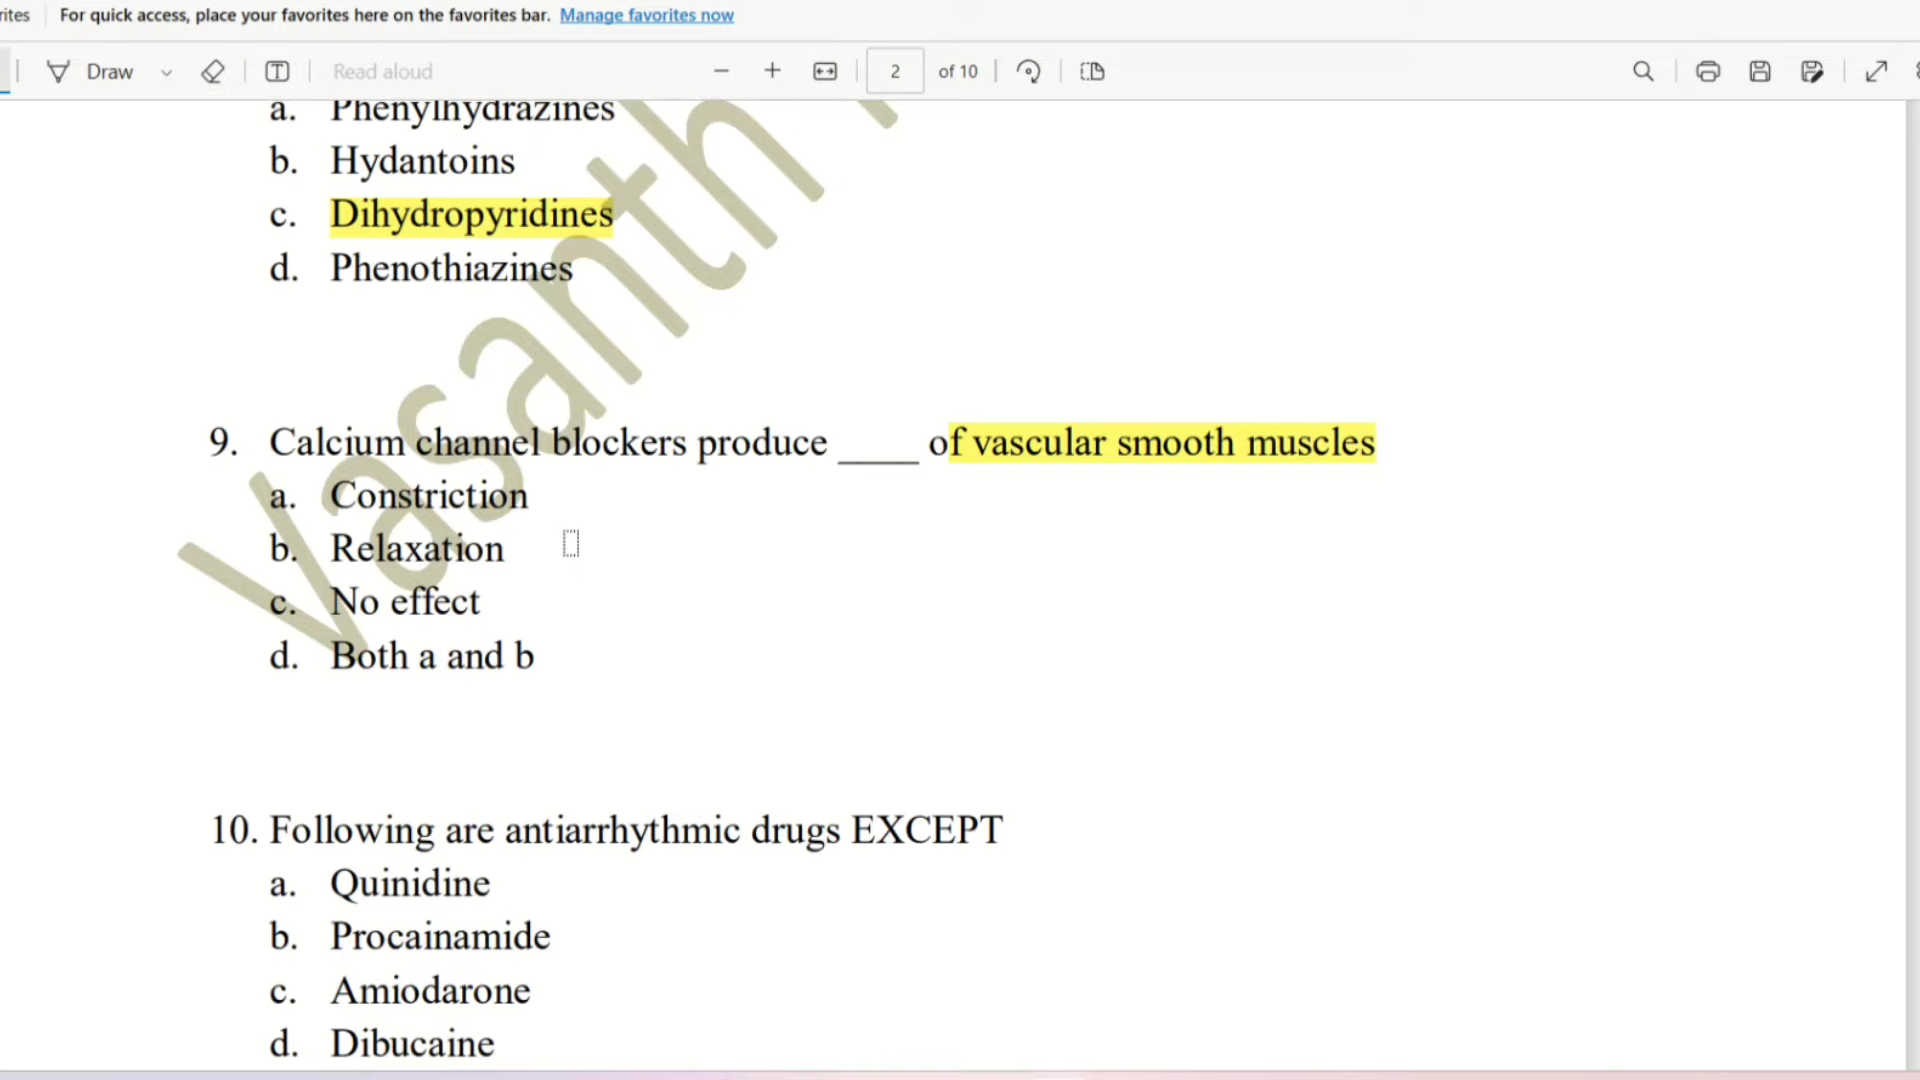 rites For quick access, place your favorites here on the favorites bar. Manage favorites now
Draw Read aloud 2 of 10
a. Phenylhydrazines
b. Hydantoins
c. Dihydropyridines
d. Phenothiazines
9. Calcium channel blockers produce ____ of vascular smooth muscles
a. Constriction
b. Relaxation
c. No effect
d. Both a and b
10. Following are antiarrhythmic drugs EXCEPT
a. Quinidine
b. Procainamide
c. Amiodarone
d. Dibucaine
Vasanth